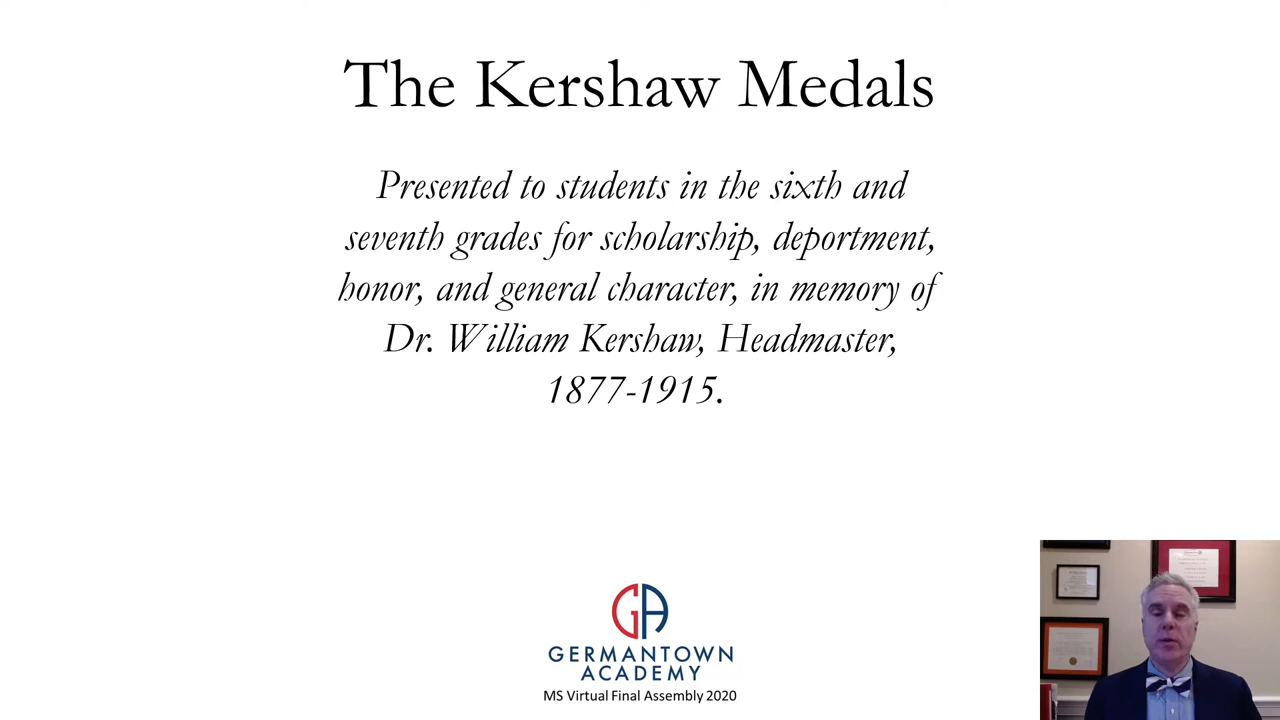 The Kershaw Medals
Presented to students in the sixth and
seventh grades for scholarship, deportment,
honor, and general character, in memory of
Dr. William Kershaw, Headmaster,
1877-1915.
GA
GERMANTOWN
ACADEMY
MS Virtual Final Assembly 2020